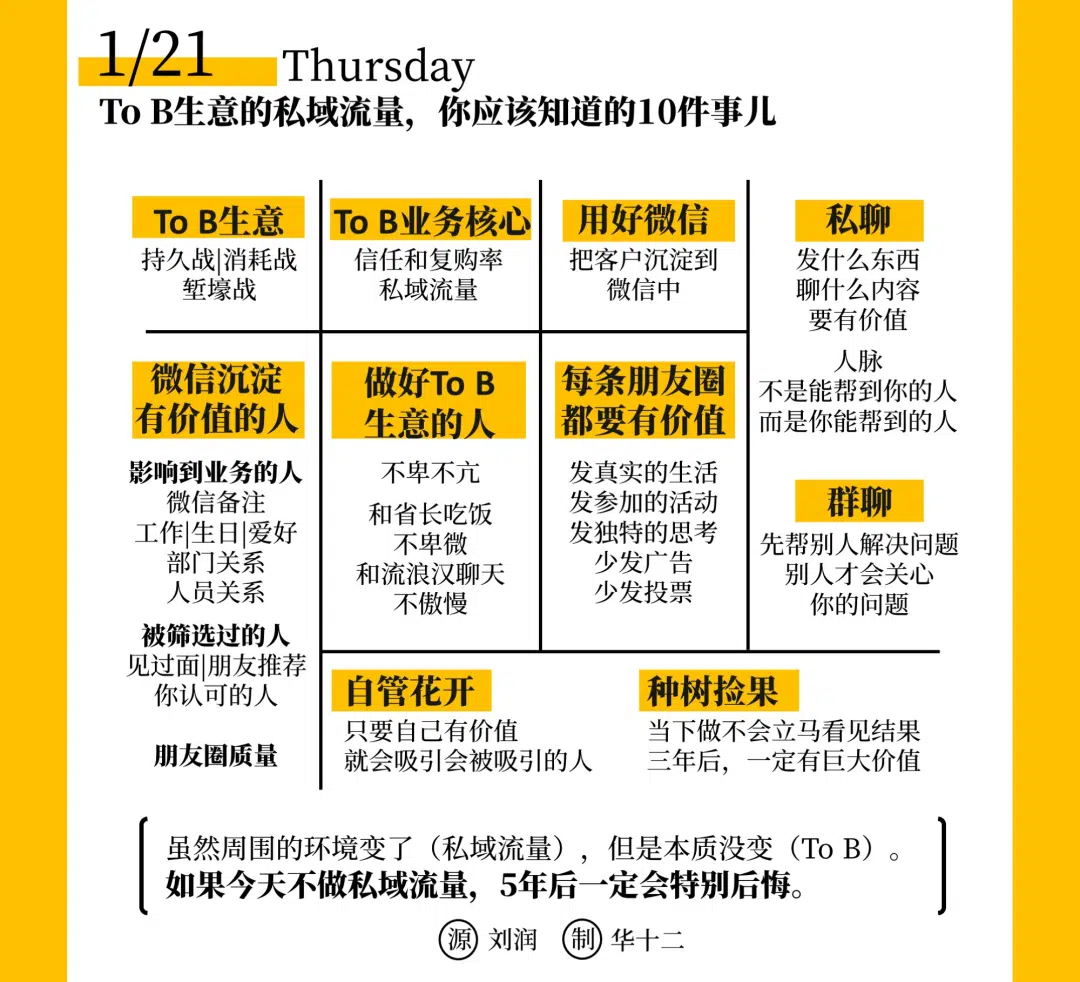 1/21 Thursday
To B生意的私域流量，你应该知道的10件事儿
To B生意
持久战|消耗战
堑壕战
To B业务核心
信任和复购率
私域流量
用好微信
把客户沉淀到
微信中
私聊
发什么东西
聊什么内容
要有价值
人脉
不是能帮到你的人
而是你能帮到的人
微信沉淀
有价值的人
影响到业务的人
微信备注
工作|生日|爱好
部门关系
人员关系
被筛选过的人
见过面|朋友推荐
你认可的人
朋友圈质量
做好To B
生意的人
不卑不亢
和省长吃饭
不卑微
和流浪汉聊天
不傲慢
每条朋友圈
都要有价值
发真实的生活
发参加的活动
发独特的思考
少发广告
少发投票
群聊
先帮别人解决问题
别人才会关心
你的问题
自管花开
只要自己有价值
就会吸引会被吸引的人
种树捡果
当下做不会立马看见结果
三年后，一定有巨大价值
虽然周围的环境变了（私域流量），但是本质没变（To B）。
如果今天不做私域流量，5年后一定会特别后悔。
源 刘润 制 华十二